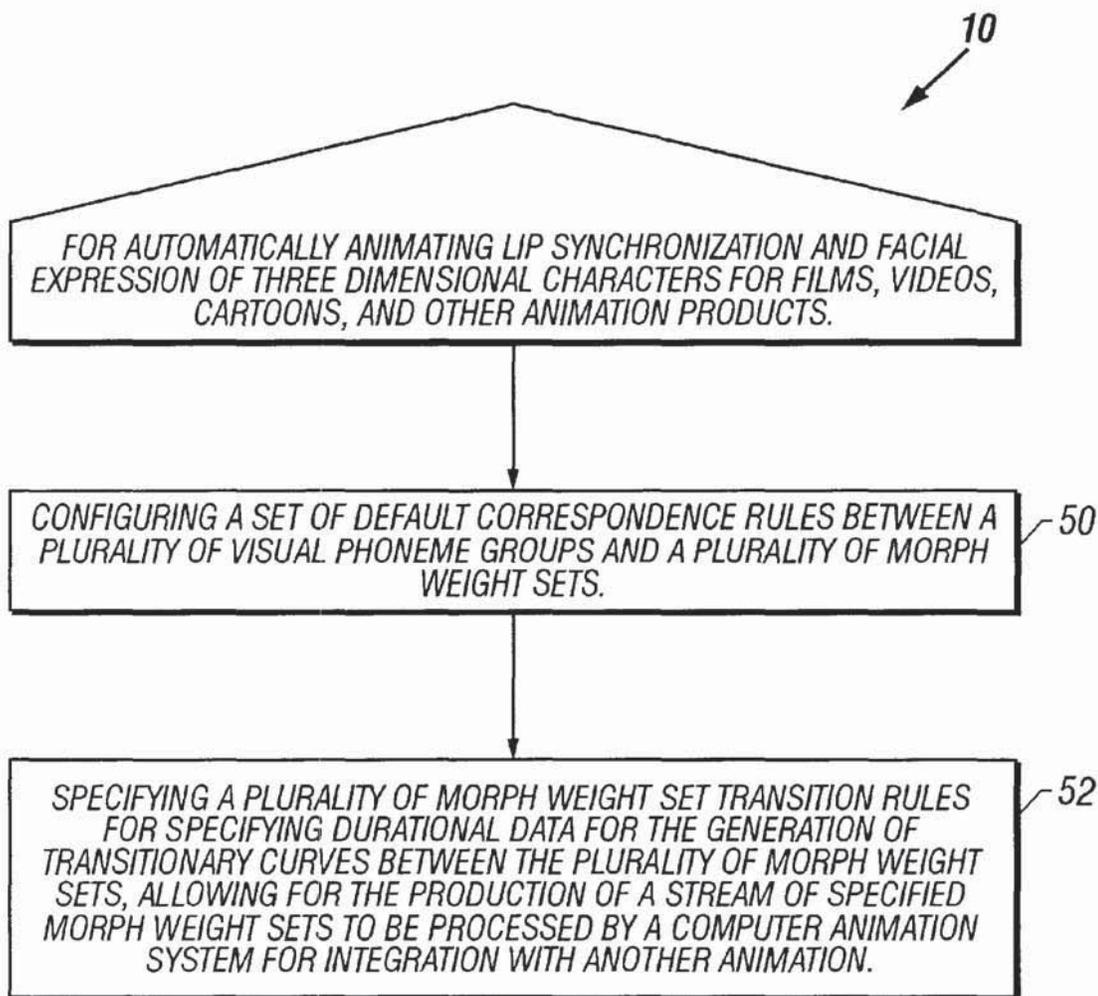 10
FOR AUTOMATICALLY ANIMATING LIP SYNCHRONIZATION AND FACIAL
EXPRESSION OF THREE DIMENSIONAL CHARACTERS FOR FILMS, VIDEOS,
CARTOONS, AND OTHER ANIMATION PRODUCTS.
CONFIGURING A SET OF DEFAULT CORRESPONDENCE RULES BETWEEN A
PLURALITY OF VISUAL PHONEME GROUPS AND A PLURALITY OF MORPH
WEIGHT SETS.
50
SPECIFYING A PLURALITY OF MORPH WEIGHT SET TRANSITION RULES
FOR SPECIFYING DURATIONAL DATA FOR THE GENERATION OF
TRANSITIONARY CURVES BETWEEN THE PLURALITY OF MORPH WEIGHT
SETS, ALLOWING FOR THE PRODUCTION OF A STREAM OF SPECIFIED
MORPH WEIGHT SETS TO BE PROCESSED BY A COMPUTER ANIMATION
SYSTEM FOR INTEGRATION WITH ANOTHER ANIMATION.
52